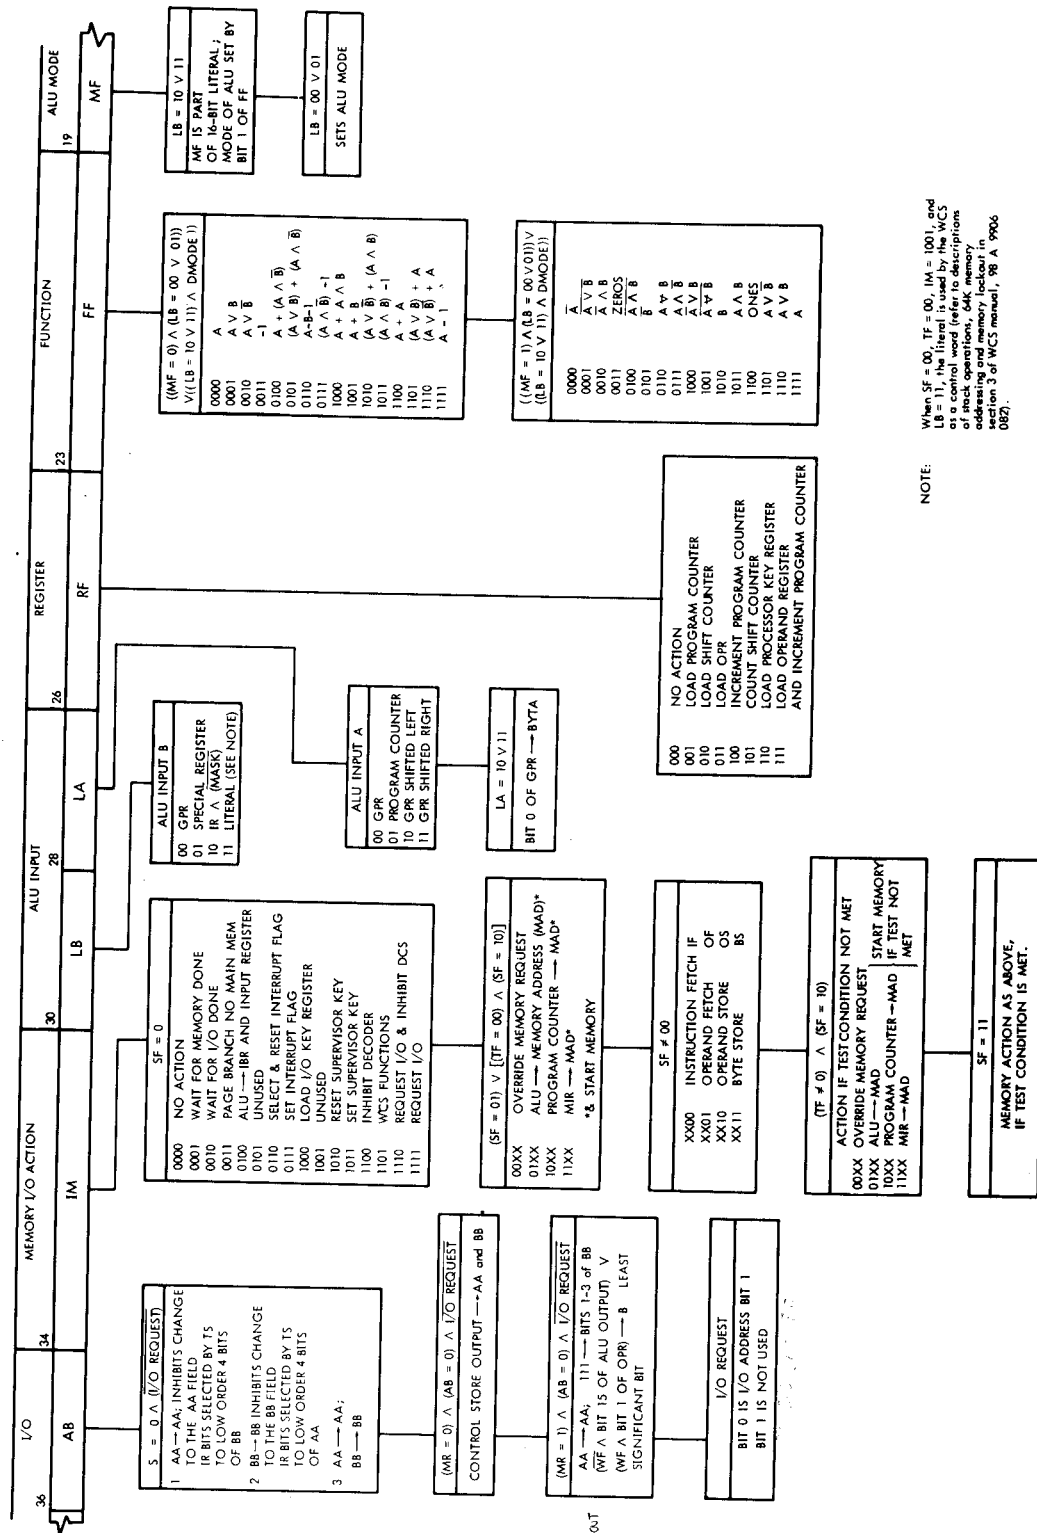 I/O
MEMORY I/O ACTION
ALU INPUT
REGISTER
FUNCTION
ALU MODE
36
34
30
28
26
23
19
AB
IM
LB
LA
RF
FF
MF
S = 0 ∧ (I/O REQUEST)
1 AA → AA; INHIBITS CHANGE
TO THE AA FIELD
IR BITS SELECTED BY TS
TO LOW ORDER 4 BITS
OF BB
2 BB → BB INHIBITS CHANGE
TO THE BB FIELD
IR BITS SELECTED BY TS
TO LOW ORDER 4 BITS
OF AA
3 AA → AA;
BB → BB
(MR = 0) ∧ (AB = 0) ∧ I/O REQUEST
CONTROL STORE OUTPUT → AA and BB
(MR = 1) ∧ (AB = 0) ∧ I/O REQUEST
AA → AA; 111 → BITS 1-3 of BB
(WF ∧ BIT 15 OF ALU OUTPUT) V
(WF ∧ BIT 1 OF OPR) → B LEAST
SIGNIFICANT BIT
I/O REQUEST
BIT 0 IS I/O ADDRESS BIT 1
BIT 1 IS NOT USED
SF = 0
0000 NO ACTION
0001 WAIT FOR MEMORY DONE
0010 WAIT FOR I/O DONE
0011 PAGE BRANCH NO MAIN MEM
0100 ALU → IBR AND INPUT REGISTER
0101 UNUSED
0110 SELECT & RESET INTERRUPT FLAG
0111 SET INTERRUPT FLAG
1000 LOAD I/O KEY REGISTER
1001 UNUSED
1010 RESET SUPERVISOR KEY
1011 SET SUPERVISOR KEY
1100 INHIBIT DECODER
1101 WCS FUNCTIONS
1110 REQUEST I/O & INHIBIT DCS
1111 REQUEST I/O
(SF = 01) V [(TF = 00) ∧ (SF = 10)]
00XX OVERRIDE MEMORY REQUEST
01XX ALU → MEMORY ADDRESS (MAD)*
10XX PROGRAM COUNTER → MAD*
11XX MIR → MAD*
*& START MEMORY
SF ≠ 00
XX00 INSTRUCTION FETCH IF
XX01 OPERAND FETCH OF
XX10 OPERAND STORE OS
XX11 BYTE STORE BS
(TF ≠ 0) ∧ (SF = 10)
ACTION IF TEST CONDITION NOT MET
00XX OVERRIDE MEMORY REQUEST
01XX ALU → MAD
10XX PROGRAM COUNTER → MAD
11XX MIR → MAD
START MEMORY
IF TEST NOT
MET
SF = 11
MEMORY ACTION AS ABOVE,
IF TEST CONDITION IS MET.
ALU INPUT B
00 GPR
01 SPECIAL REGISTER
10 IR ∧ (MASK)
11 LITERAL (SEE NOTE)
ALU INPUT A
00 GPR
01 PROGRAM COUNTER
10 GPR SHIFTED LEFT
11 GPR SHIFTED RIGHT
LA = 10 V 11
BIT 0 OF GPR → BYTA
000 NO ACTION
001 LOAD PROGRAM COUNTER
010 LOAD SHIFT COUNTER
011 LOAD OPR
100 INCREMENT PROGRAM COUNTER
101 COUNT SHIFT COUNTER
110 LOAD PROCESSOR KEY REGISTER
111 LOAD OPERAND REGISTER
AND INCREMENT PROGRAM COUNTER
((MF = 0) ∧ (LB = 00 V 01))
V((LB = 10 V 11) ∧ DMODE))
0000 A
0001 A V B
0010 A V B̅
0011 -1
0100 A + (A ∧ B̅)
0101 (A V B) + (A ∧ B̅)
0110 A-B-1
0111 (A ∧ B̅) -1
1000 A + A ∧ B
1001 A + B
1010 (A V B̅) + (A ∧ B)
1011 (A ∧ B) -1
1100 A + A
1101 (A V B) + A
1110 (A V B̅) + A
1111 A - 1
((MF = 1) ∧ (LB = 00 V 01)) V
((LB = 10 V 11) ∧ DMODE))
0000 A̅
0001 A V B
0010 A̅ ∧ B
0011 ZEROS
0100 A ∧ B
0101 B̅
0110 A ⊻ B
0111 A ∧ B̅
1000 A̅ V B
1001 A ⊻ B
1010 B
1011 A ∧ B
1100 ONES
1101 A V B̅
1110 A V B
1111 A
LB = 10 V 11
MF IS PART
OF 16-BIT LITERAL;
MODE OF ALU SET BY
BIT 1 OF FF
LB = 00 V 01
SETS ALU MODE
NOTE:
When SF = 00, TF = 00, IM = 1001, and
LB = 11, the literal is used by the WCS
as a control word (refer to descriptions
of stack operations, 64K memory
addressing and memory lockout in
section 3 of WCS manual, 98 A 9906
082).
OUT